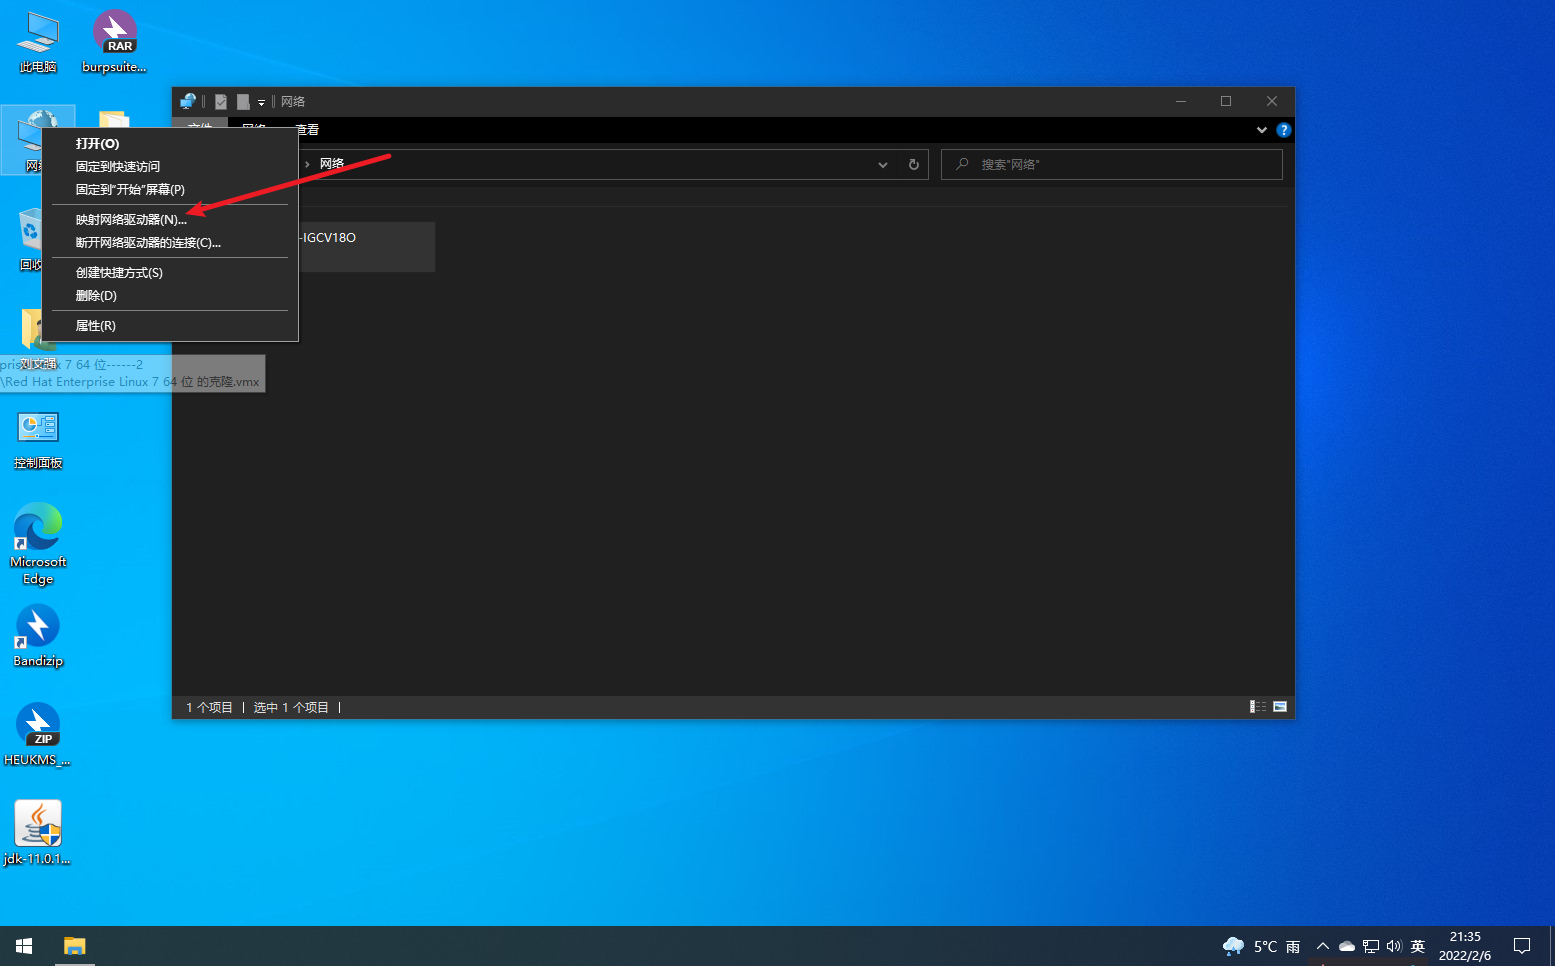 此电脑
RAR
burpsuite...
网络
网络
查看
打开(O)
固定到快速访问
固定到"开始"屏幕(P)
映射网络驱动器(N)...
断开网络驱动器的连接(C)...
创建快捷方式(S)
删除(D)
属性(R)
网络
搜索"网络"
-IGCV18O
回收
刘文强
x 7 64 位------2
\Red Hat Enterprise Linux 7 64 位 的克隆.vmx
控制面板
Microsoft
Edge
Bandizip
ZIP
HEUKMS_...
jdk-11.0.1...
1 个项目
选中 1 个项目
5°C 雨
英
21:35
2022/2/6